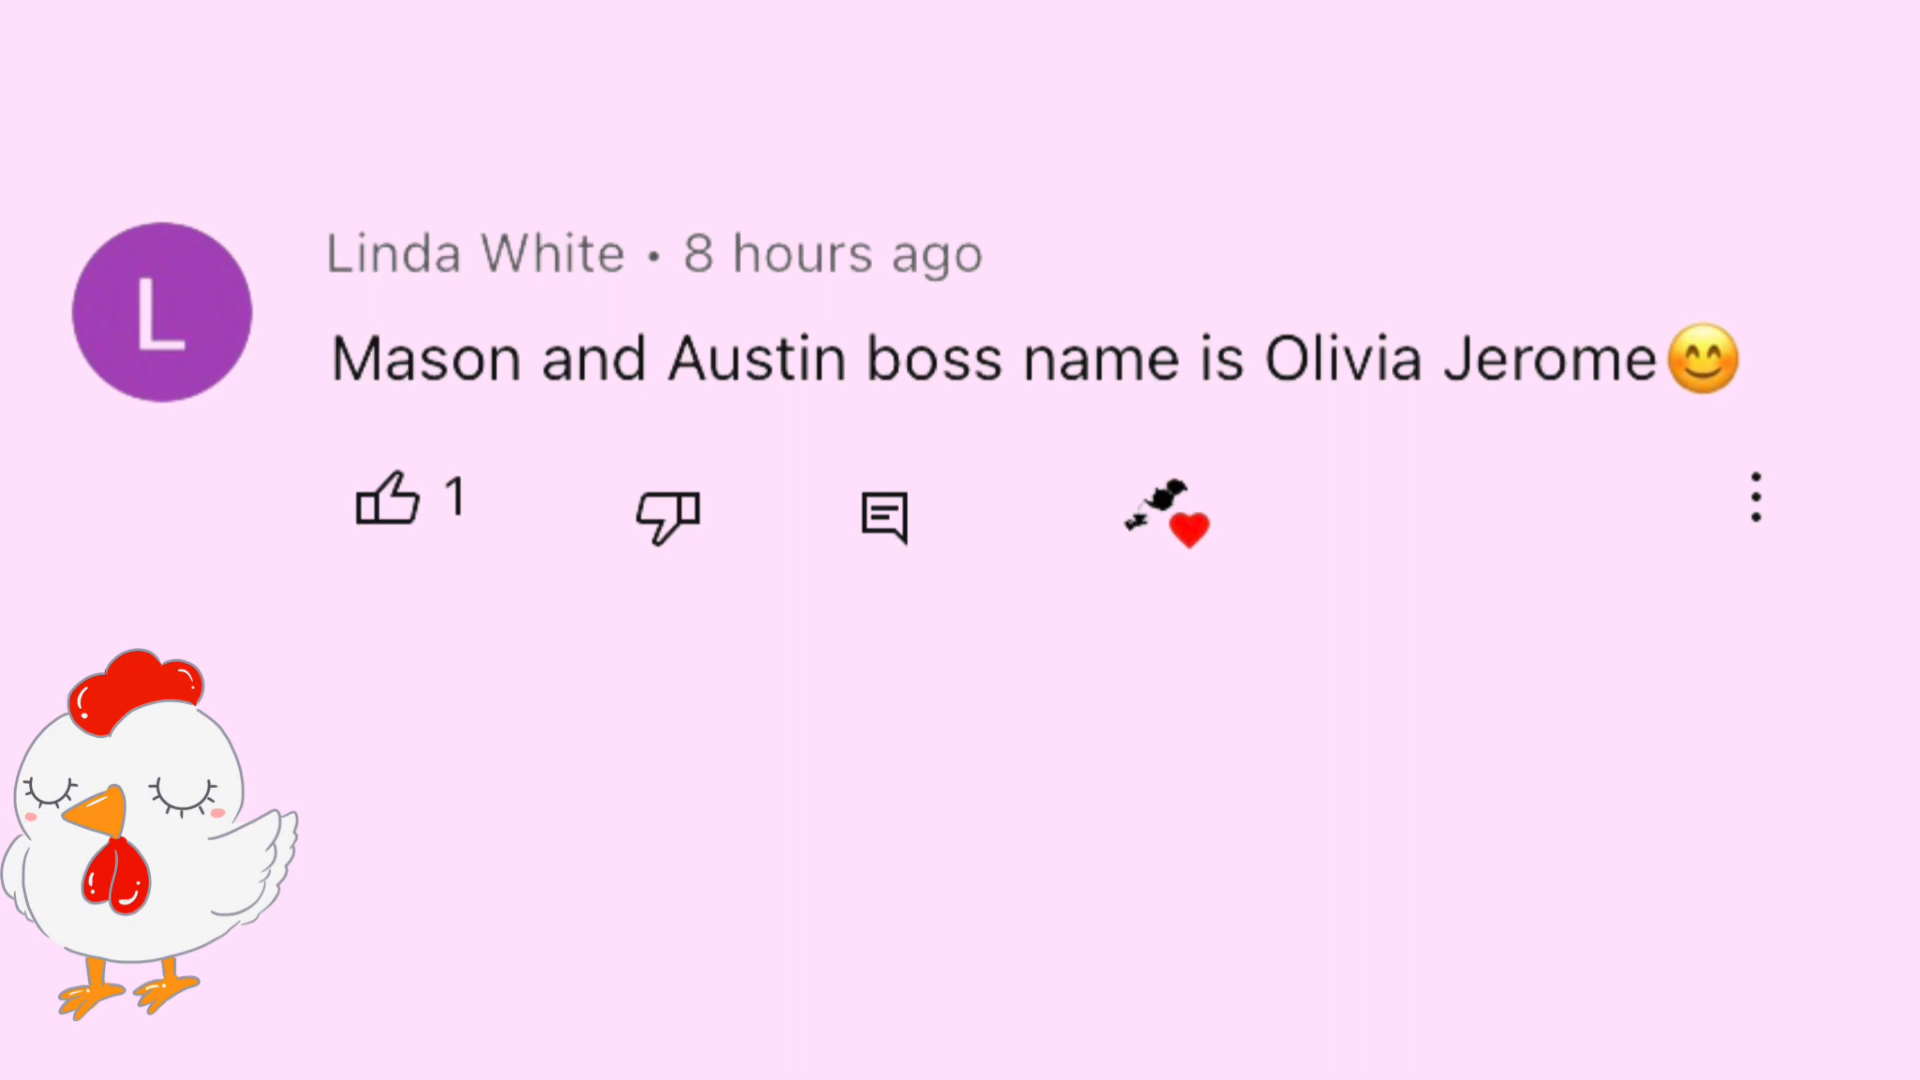 L
Linda White • 8 hours ago
Mason and Austin boss name is Olivia Jerome😊
1